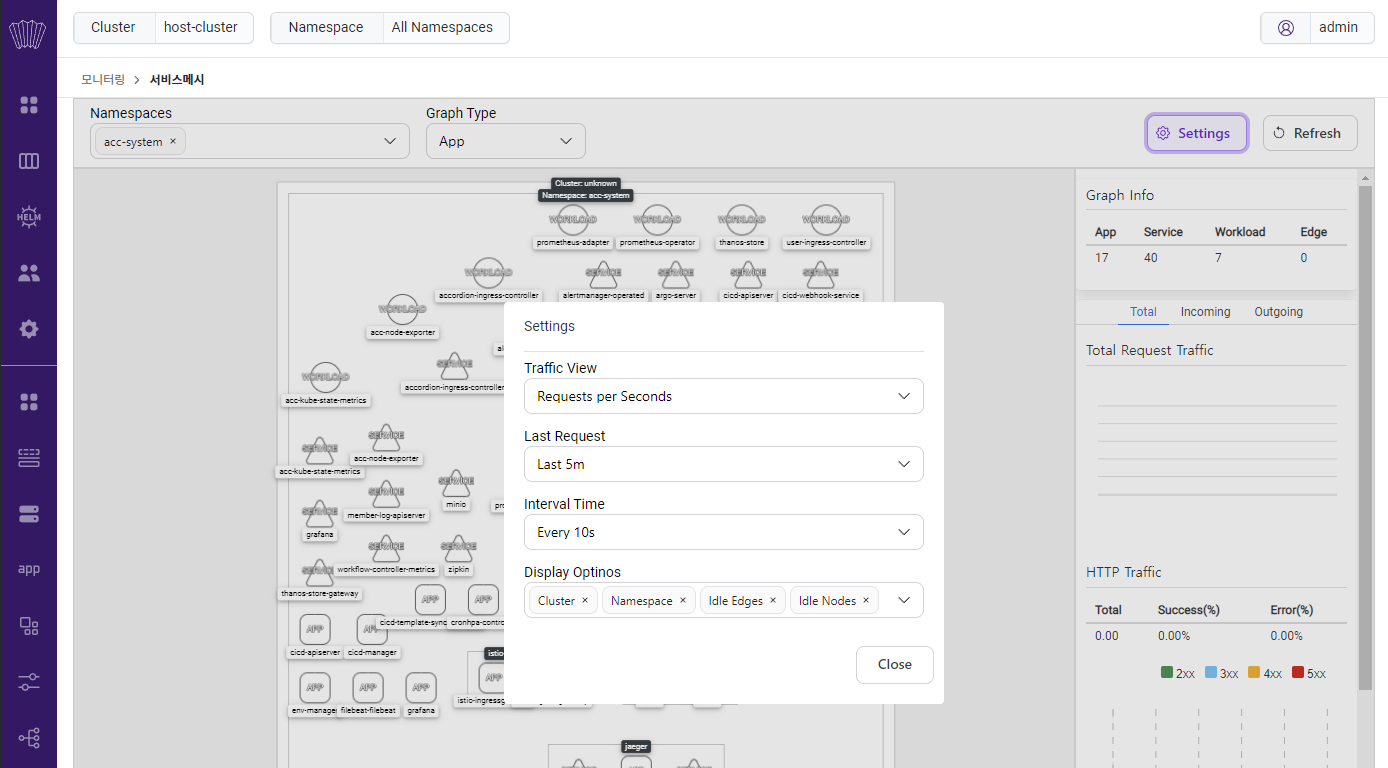 Cluster host-cluster Namespace All Namespaces admin
모니터링 > 서비스메시
HELM
app
Namespaces Graph Type
acc-system × App Settings Refresh
Cluster: unknown
Namespace: acc-system
WORKLOAD WORKLOAD WORKLOAD WORKLOAD
prometheus-adapter prometheus-operator thanos-store user-ingress-controller
WORKLOAD SERVICE SERVICE SERVICE SERVICE
accordion-ingress-controller alertmanager-operated argo-server cicd-apiserver cicd-webhook-service
WORKLOAD
acc-node-exporter
SERVICE
accordion-ingress-controller
WORKLOAD
acc-kube-state-metrics
SERVICE SERVICE
acc-kube-state-metrics acc-node-exporter
SERVICE SERVICE
member-log-apiserver minio
SERVICE
grafana
SERVICE SERVICE
workflow-controller-metrics zipkin
SERVICE
thanos-store-gateway
APP APP
cicd-template-sync cronhpa-contro
APP APP
cicd-apiserver cicd-manager
APP APP APP APP
env-manager filebeat-filebeat grafana istio-ingressg
jaeger
Settings
Traffic View
Requests per Seconds
Last Request
Last 5m
Interval Time
Every 10s
Display Optinos
Cluster × Namespace × Idle Edges × Idle Nodes ×
Close
Graph Info
App Service Workload Edge
17 40 7 0
Total Incoming Outgoing
Total Request Traffic
HTTP Traffic
Total Success(%) Error(%)
0.00 0.00% 0.00%
2xx 3xx 4xx 5xx